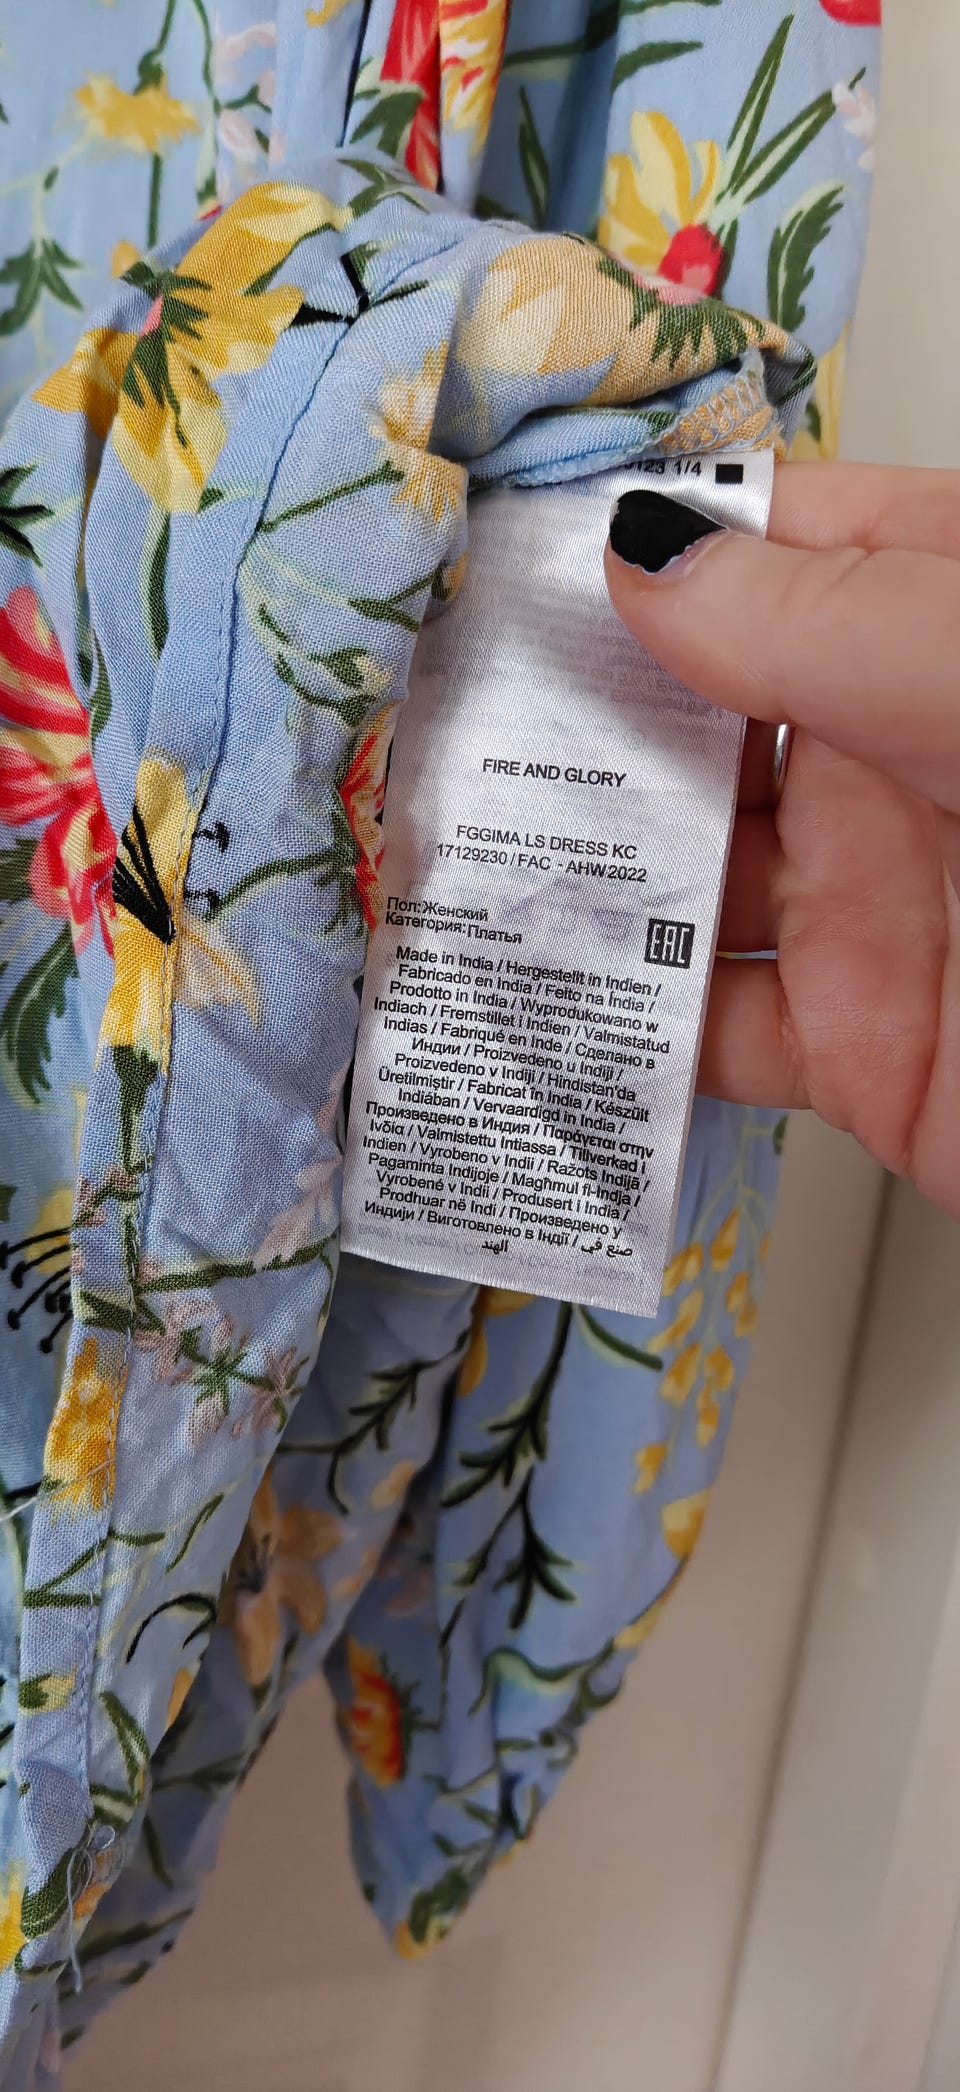 1/4
FIRE AND GLORY
FGGIMA LS DRESS KC
17129230 / FAC - AHW2022
Пол:Женский
Категория:Платья
EAC
Made in India / Hergestellt in Indien /
Fabricado en India / Feito na Índia /
Prodotto in India / Wyprodukowano w
Indiach / Fremstillet i Indien / Valmistatud
Indias / Fabriqué en Inde / Сделано в
Индии / Proizvedeno u Indiji /
Proizvedeno v Indiji / Hindistan'da
Üretilmiştir / Fabricat în India / Készült
Indiában / Vervaardigd in India /
Произведено в Индия / Παράγεται στην
Ινδία / Valmistettu Intiassa / Tillverkad i
Indien / Vyrobeno v Indii / Ražots Indijā /
Pagaminta Indijoje / Magħmul fl-Indja /
Vyrobené v Indii / Produsert i India /
Prodhuar në Indi / Произведено у
Индији / Виготовлено в Індії / صنع في
الهند